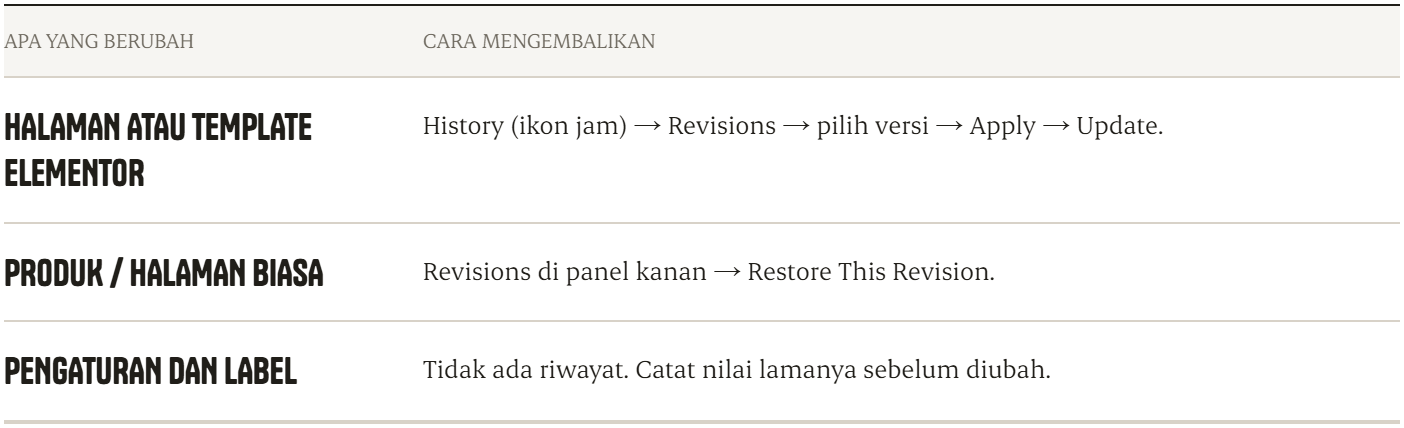 APA YANG BERUBAH
CARA MENGEMBALIKAN
HALAMAN ATAU TEMPLATE
ELEMENTOR
History (ikon jam) → Revisions → pilih versi → Apply → Update.
PRODUK / HALAMAN BIASA
Revisions di panel kanan → Restore This Revision.
PENGATURAN DAN LABEL
Tidak ada riwayat. Catat nilai lamanya sebelum diubah.